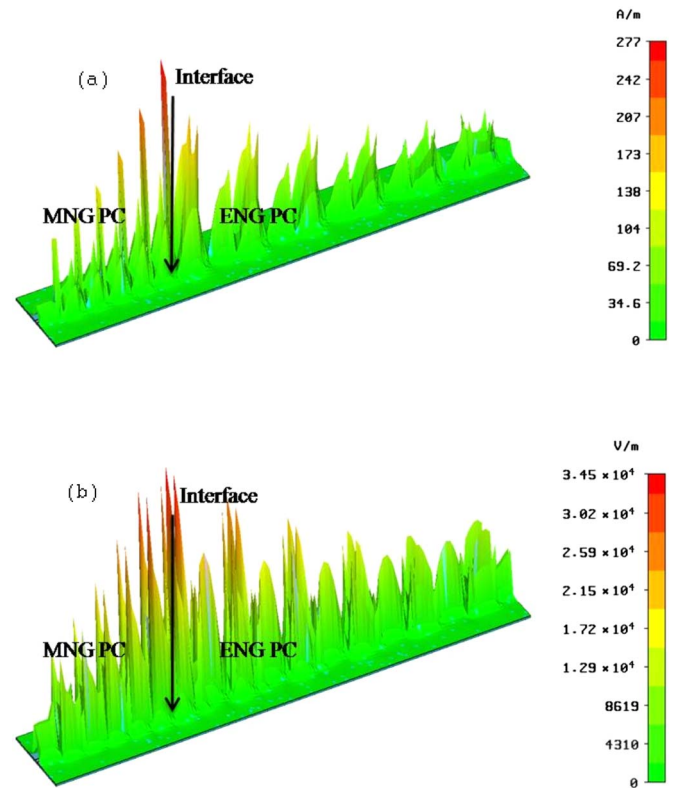 A/m
277
(a)
Interface
242
207
173
138
MNG PC
ENG PC
104
69.2
34.6
0
V/m
3.45 × 10⁴
(b)
Interface
3.02 × 10⁴
2.59 × 10⁴
2.15 × 10⁴
MNG PC
ENG PC
1.72 × 10⁴
1.29 × 10⁴
8619
4310
0